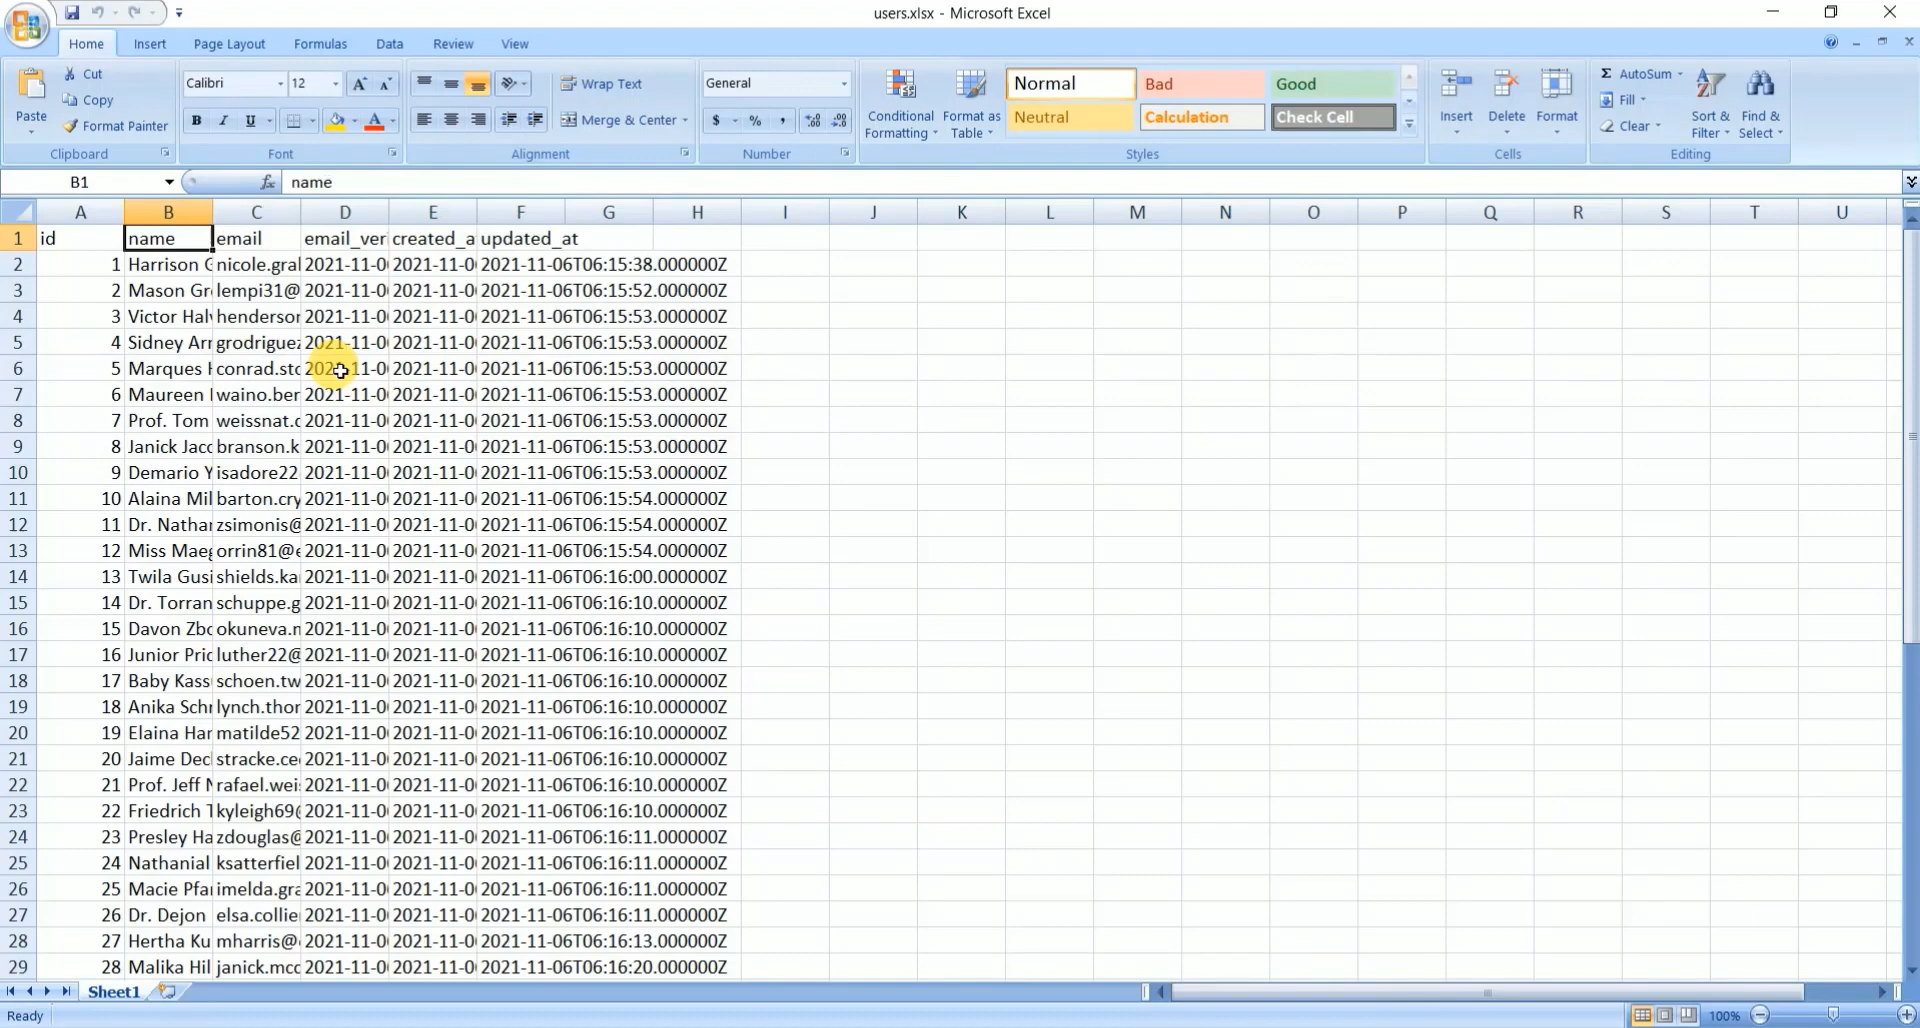 users.xlsx - Microsoft Excel
Home Insert Page Layout Formulas Data Review View
Paste Cut Copy Format Painter Clipboard
Calibri 12 B I U A Font
Wrap Text Merge & Center Alignment
General $ % , Number
Conditional Formatting Format as Table Normal Bad Good Neutral Calculation Check Cell Styles
Insert Delete Format Cells
Σ AutoSum Fill Clear Sort & Filter Find & Select Editing
B1 fx name
A B C D E F G H I J K L M N O P Q R S T U
1 id name email email_ver created_a updated_at
2 1 Harrison G nicole.gra 2021-11-0 2021-11-0 2021-11-06T06:15:38.000000Z
3 2 Mason Gr lempi31@ 2021-11-0 2021-11-0 2021-11-06T06:15:52.000000Z
4 3 Victor Hal henderson 2021-11-0 2021-11-0 2021-11-06T06:15:53.000000Z
5 4 Sidney Ar grodriguez 2021-11-0 2021-11-0 2021-11-06T06:15:53.000000Z
6 5 Marques conrad.sto 2021-11-0 2021-11-0 2021-11-06T06:15:53.000000Z
7 6 Maureen waino.ber 2021-11-0 2021-11-0 2021-11-06T06:15:53.000000Z
8 7 Prof. Tom weissnat. 2021-11-0 2021-11-0 2021-11-06T06:15:53.000000Z
9 8 Janick Jaco branson.k 2021-11-0 2021-11-0 2021-11-06T06:15:53.000000Z
10 9 Demario Y isadore22 2021-11-0 2021-11-0 2021-11-06T06:15:53.000000Z
11 10 Alaina Mil barton.cry 2021-11-0 2021-11-0 2021-11-06T06:15:54.000000Z
12 11 Dr. Nathan zsimonis@ 2021-11-0 2021-11-0 2021-11-06T06:15:54.000000Z
13 12 Miss Maeg orrin81@e 2021-11-0 2021-11-0 2021-11-06T06:15:54.000000Z
14 13 Twila Gusi shields.ka 2021-11-0 2021-11-0 2021-11-06T06:16:00.000000Z
15 14 Dr. Torran schuppe.g 2021-11-0 2021-11-0 2021-11-06T06:16:10.000000Z
16 15 Davon Zbo okuneva.n 2021-11-0 2021-11-0 2021-11-06T06:16:10.000000Z
17 16 Junior Pric luther22@ 2021-11-0 2021-11-0 2021-11-06T06:16:10.000000Z
18 17 Baby Kass schoen.tw 2021-11-0 2021-11-0 2021-11-06T06:16:10.000000Z
19 18 Anika Sch lynch.thor 2021-11-0 2021-11-0 2021-11-06T06:16:10.000000Z
20 19 Elaina Har matilde52 2021-11-0 2021-11-0 2021-11-06T06:16:10.000000Z
21 20 Jaime Dec stracke.ce 2021-11-0 2021-11-0 2021-11-06T06:16:10.000000Z
22 21 Prof. Jeff N rafael.wei 2021-11-0 2021-11-0 2021-11-06T06:16:10.000000Z
23 22 Friedrich T kyleigh69@ 2021-11-0 2021-11-0 2021-11-06T06:16:10.000000Z
24 23 Presley Ha zdouglas@ 2021-11-0 2021-11-0 2021-11-06T06:16:11.000000Z
25 24 Nathanial ksatterfiel 2021-11-0 2021-11-0 2021-11-06T06:16:11.000000Z
26 25 Macie Pfa imelda.gra 2021-11-0 2021-11-0 2021-11-06T06:16:11.000000Z
27 26 Dr. Dejon elsa.collie 2021-11-0 2021-11-0 2021-11-06T06:16:11.000000Z
28 27 Hertha Ku mharris@ 2021-11-0 2021-11-0 2021-11-06T06:16:13.000000Z
29 28 Malika Hil janick.mcc 2021-11-0 2021-11-0 2021-11-06T06:16:20.000000Z
Sheet1
Ready 100%